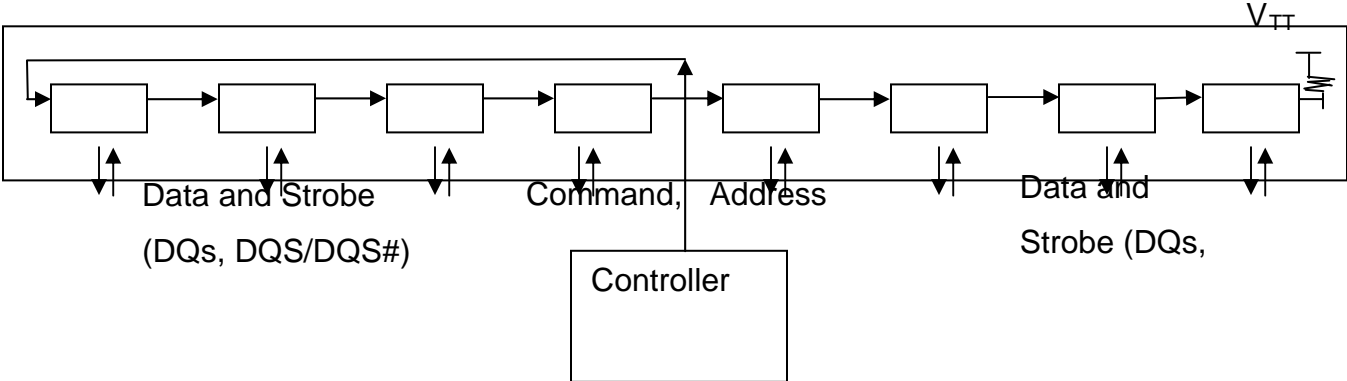 VTT
Data and Strobe
(DQs, DQS/DQS#)
Command, Address
Data and
Strobe (DQs,
Controller